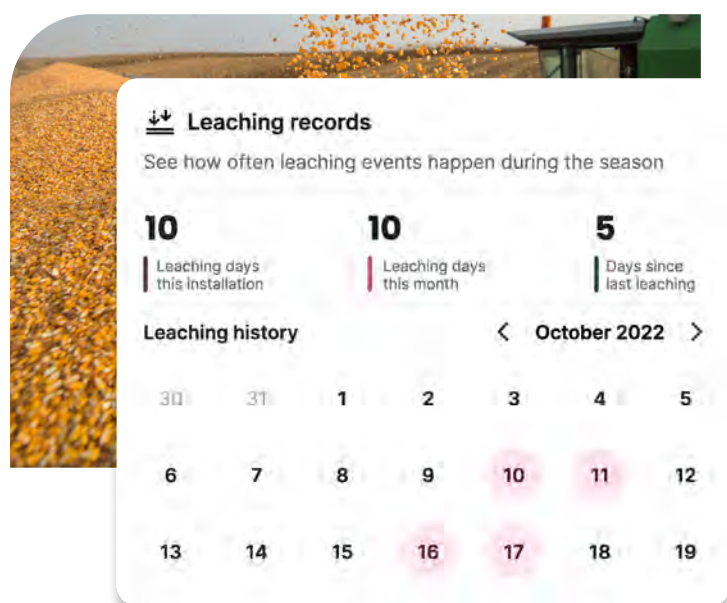 Leaching records
See how often leaching events happen during the season
10 10 5
Leaching days Leaching days Days since
this installation this month last leaching
Leaching history October 2022
30 31 1 2 3 4 5
6 7 8 9 10 11 12
13 14 15 16 17 18 19